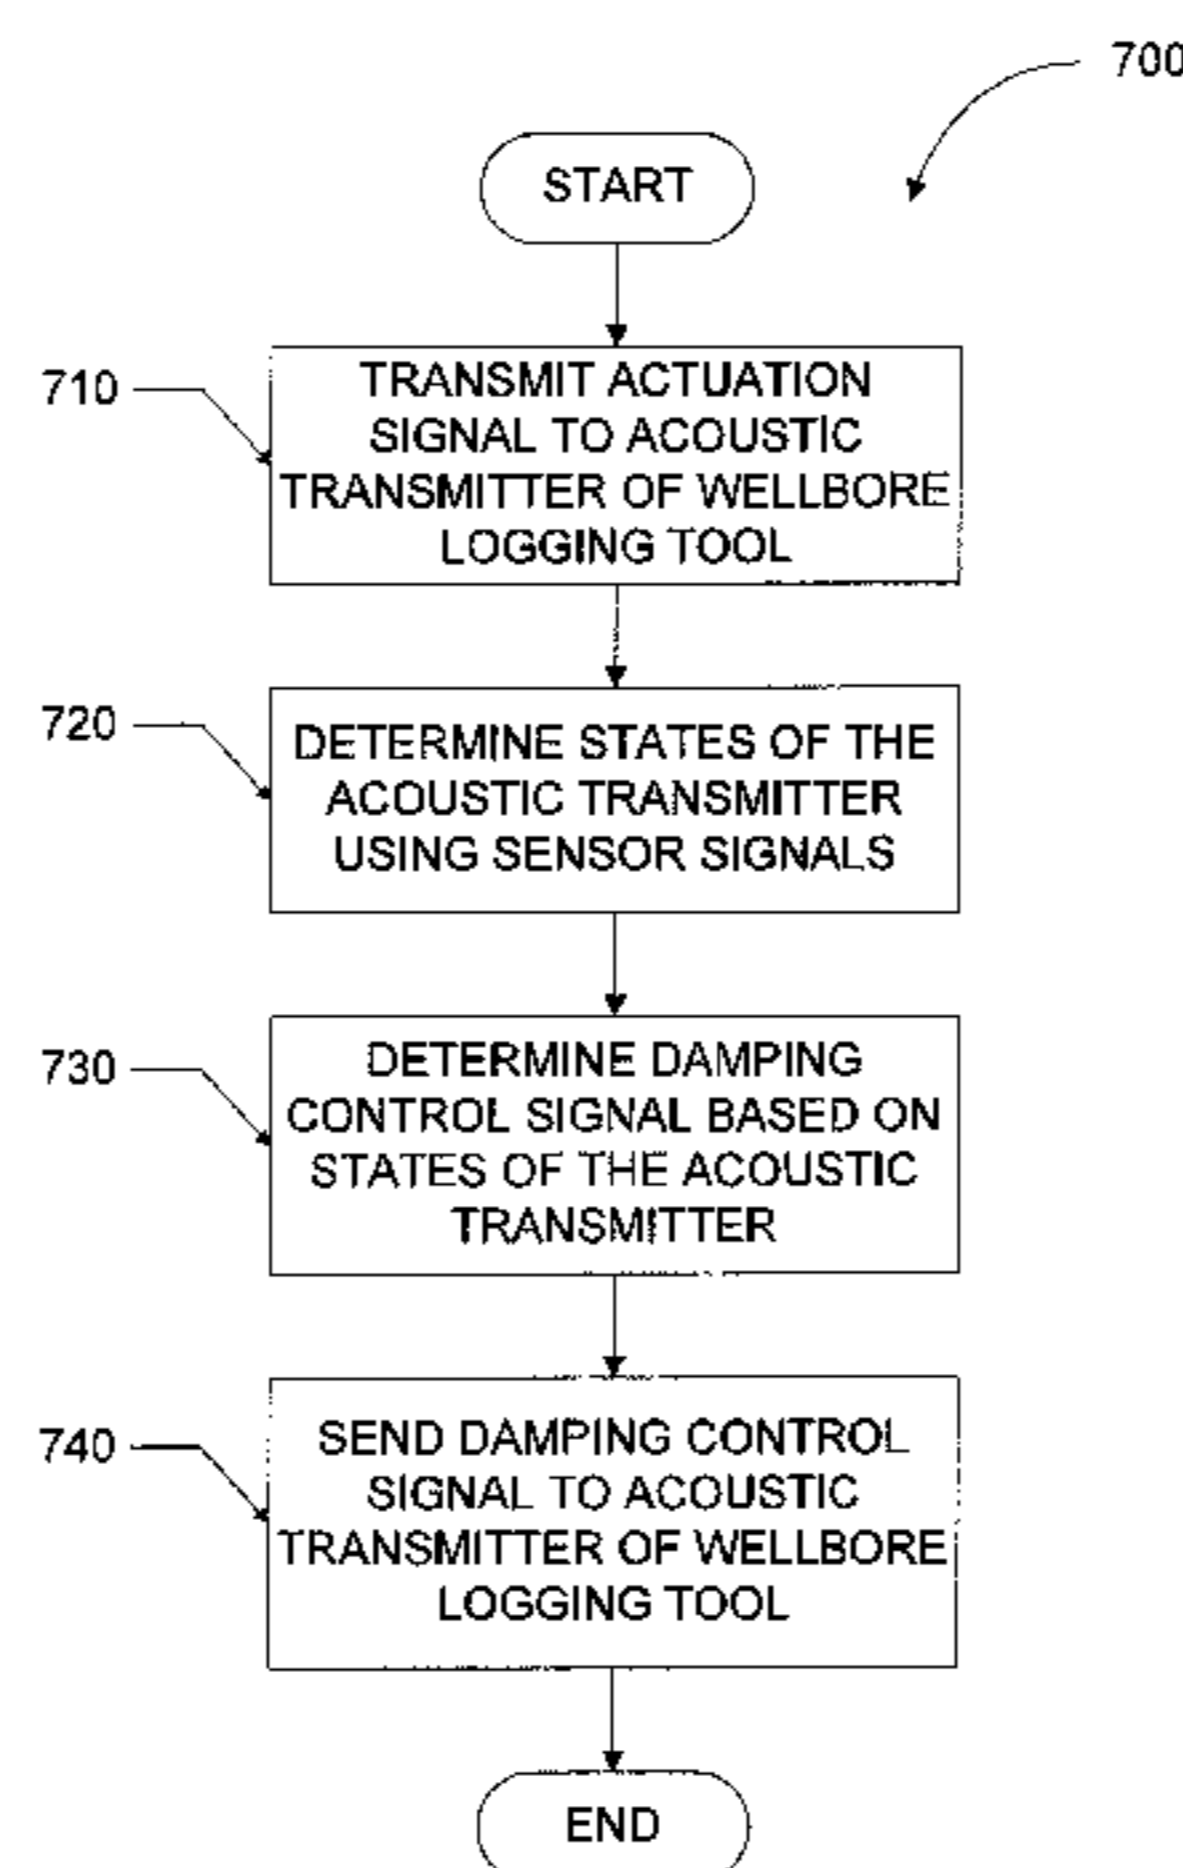 700
START
710
TRANSMIT ACTUATION
SIGNAL TO ACOUSTIC
TRANSMITTER OF WELLBORE
LOGGING TOOL
720
DETERMINE STATES OF THE
ACOUSTIC TRANSMITTER
USING SENSOR SIGNALS
730
DETERMINE DAMPING
CONTROL SIGNAL BASED ON
STATES OF THE ACOUSTIC
TRANSMITTER
740
SEND DAMPING CONTROL
SIGNAL TO ACOUSTIC
TRANSMITTER OF WELLBORE
LOGGING TOOL
END